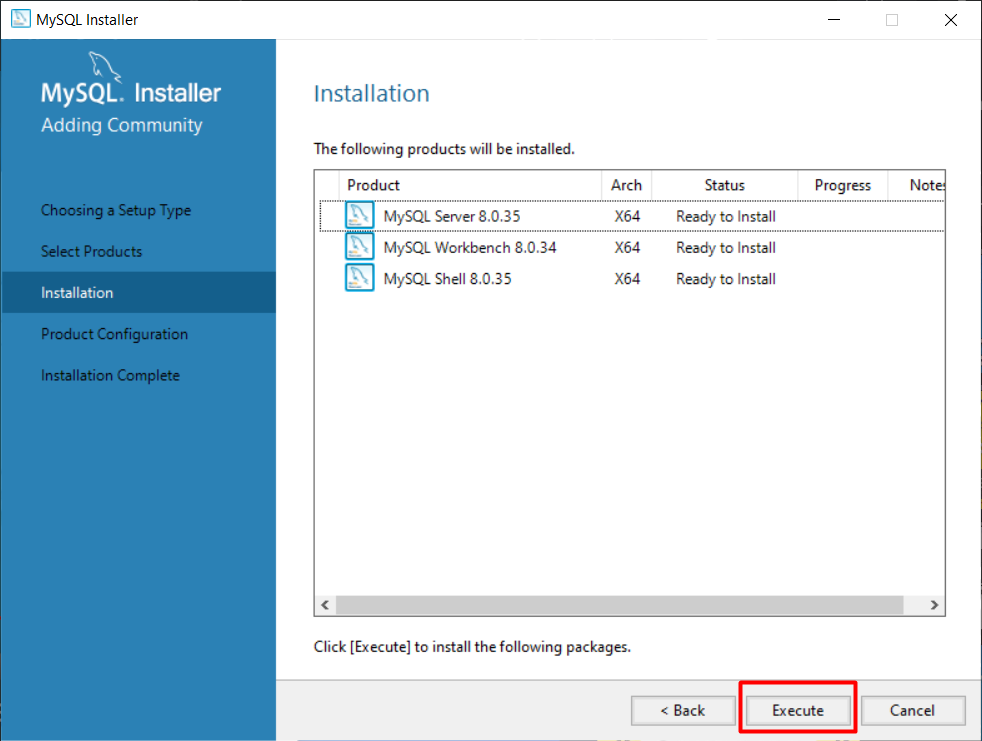 MySQL Installer
MySQL. Installer
Adding Community
Choosing a Setup Type
Select Products
Installation
Product Configuration
Installation Complete
Installation
The following products will be installed.
Product Arch Status Progress Notes
MySQL Server 8.0.35 X64 Ready to Install
MySQL Workbench 8.0.34 X64 Ready to Install
MySQL Shell 8.0.35 X64 Ready to Install
Click [Execute] to install the following packages.
< Back Execute Cancel